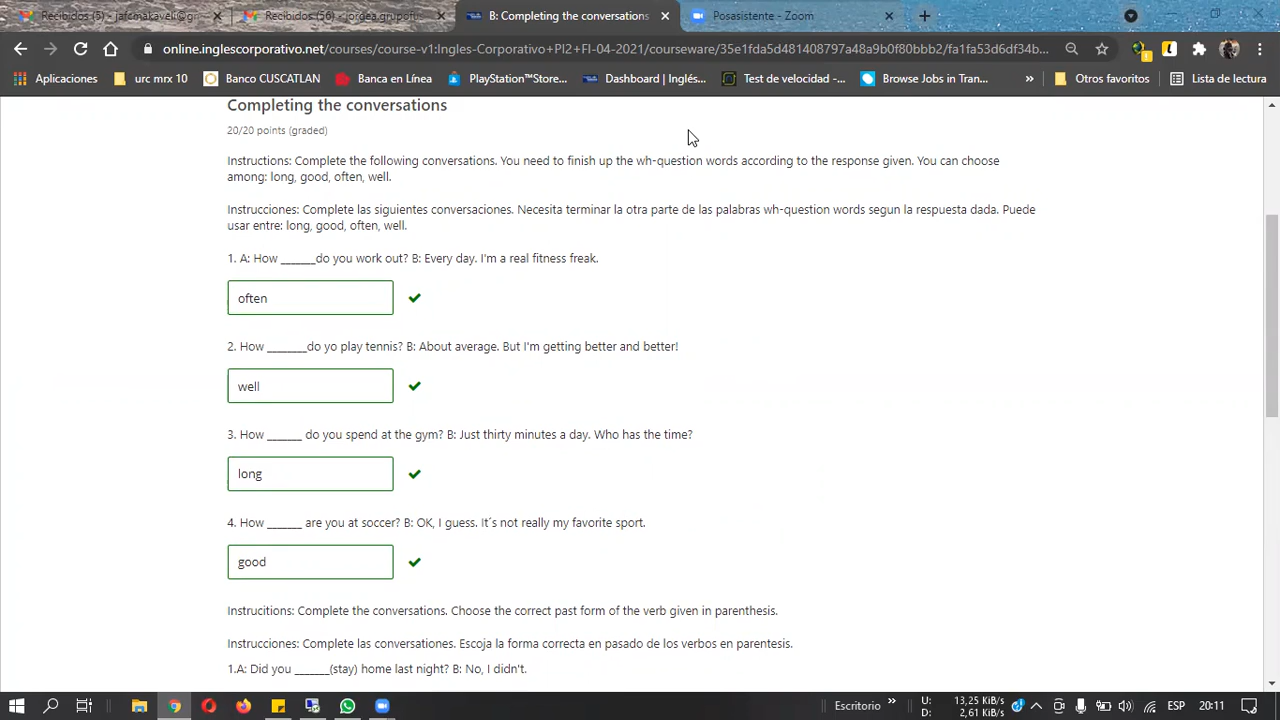 Recibidos (5) - jatcmakaveli@gr
Recibidos (56) - jorgea.grupofu
B: Completing the conversations
Posasistente - Zoom
online.inglescorporativo.net/courses/course-v1:Ingles-Corporativo+PI2+FI-04-2021/courseware/35e1fda5d481408797a48a9b0f80bbb2/fa1fa53d6df34b...
Aplicaciones
urc mrx 10
Banco CUSCATLAN
Banca en Línea
PlayStation™Store...
Dashboard | Inglés...
Test de velocidad -...
Browse Jobs in Tran...
»
Otros favoritos
Lista de lectura
Completing the conversations
20/20 points (graded)
Instructions: Complete the following conversations. You need to finish up the wh-question words according to the response given. You can choose
among: long, good, often, well.
Instrucciones: Complete las siguientes conversaciones. Necesita terminar la otra parte de las palabras wh-question words segun la respuesta dada. Puede
usar entre: long, good, often, well.
1. A: How ______do you work out? B: Every day. I'm a real fitness freak.
often
2. How _______do yo play tennis? B: About average. But I'm getting better and better!
well
3. How ______ do you spend at the gym? B: Just thirty minutes a day. Who has the time?
long
4. How ______ are you at soccer? B: OK, I guess. It´s not really my favorite sport.
good
Instrucitions: Complete the conversations. Choose the correct past form of the verb given in parenthesis.
Instrucciones: Complete las conversationes. Escoja la forma correcta en pasado de los verbos en parentesis.
1.A: Did you ______(stay) home last night? B: No, I didn't.
Escritorio
»
U: 13,25 KiB/s
D: 2,61 KiB/s
ESP
20:11